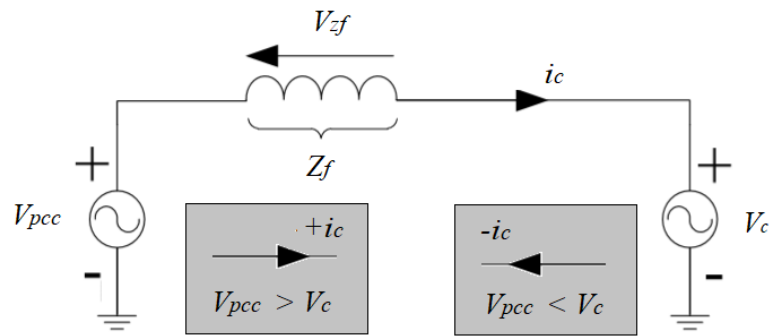 Vzf
ic
Zf
+
+
Vpcc
Vc
-
-
+ic
Vpcc > Vc
-ic
Vpcc < Vc